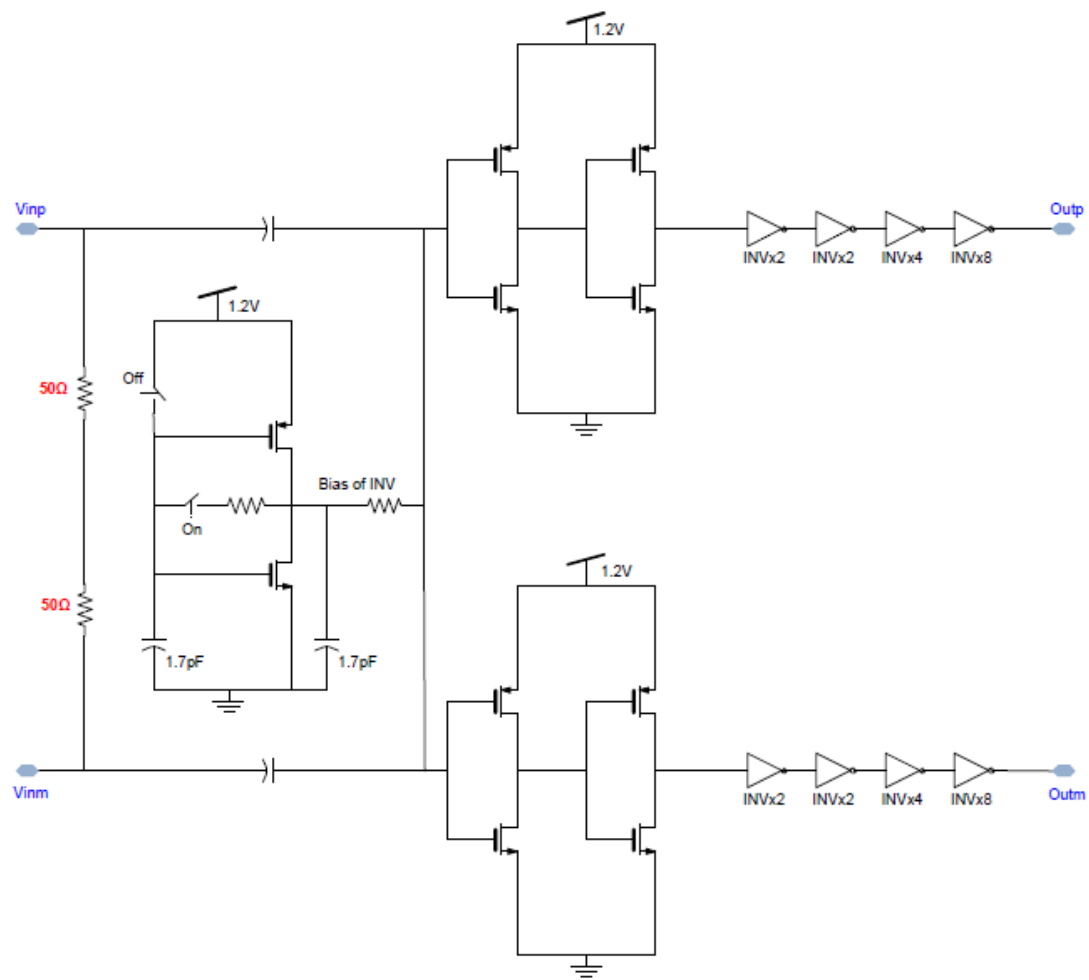 1.2V
Vinp
Outp
INVx2 INVx2 INVx4 INVx8
1.2V
50Ω
Off
Bias of INV
On
50Ω
1.7pF
1.7pF
1.2V
Vinm
Outm
INVx2 INVx2 INVx4 INVx8